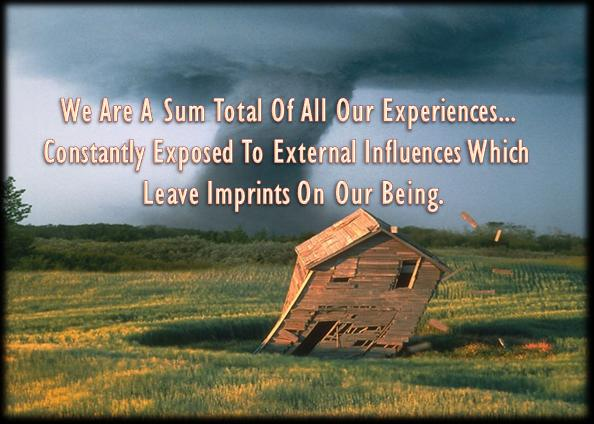 We Are A Sum Total Of All Our Experiences...
Constantly Exposed To External Influences Which
Leave Imprints On Our Being.